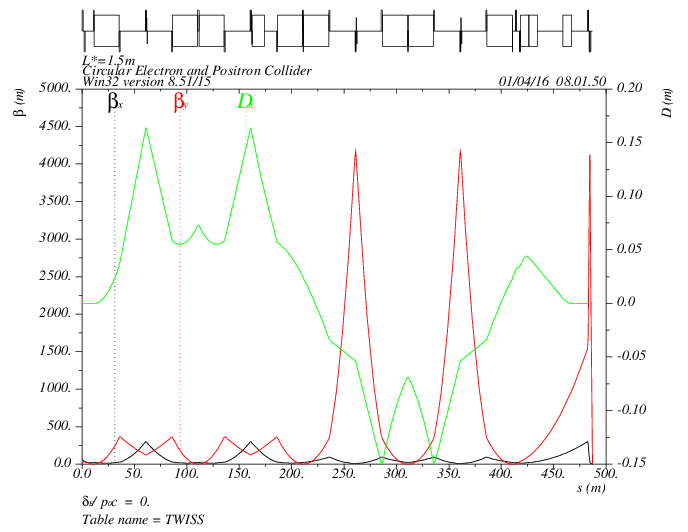 L*=1.5m
Circular Electron and Positron Collider
Win32 version 8.51/15 01/04/16 08.01.50
β (m)
D (m)
βx βy D
5000.
4500.
4000.
3500.
3000.
2500.
2000.
1500.
1000.
500.
0.0
0.20
0.15
0.10
0.05
0.0
-0.05
-0.10
-0.15
0.0 50. 100. 150. 200. 250. 300. 350. 400. 450. 500.
s (m)
δE/ p0c = 0.
Table name = TWISS